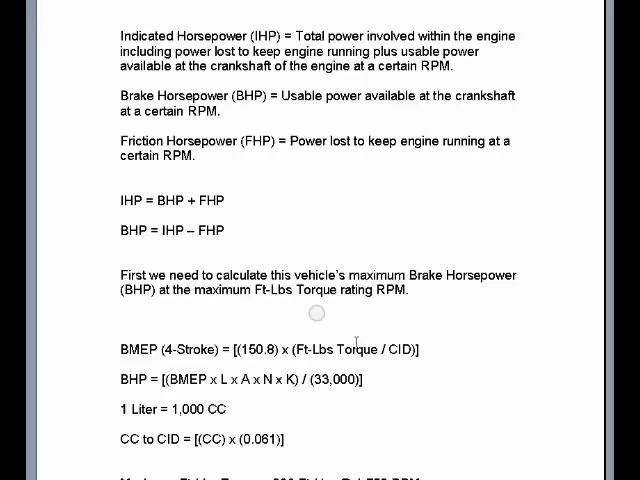 Indicated Horsepower (IHP) = Total power involved within the engine
including power lost to keep engine running plus usable power
available at the crankshaft of the engine at a certain RPM.
Brake Horsepower (BHP) = Usable power available at the crankshaft
at a certain RPM.
Friction Horsepower (FHP) = Power lost to keep engine running at a
certain RPM.
IHP = BHP + FHP
BHP = IHP – FHP
First we need to calculate this vehicle's maximum Brake Horsepower
(BHP) at the maximum Ft-Lbs Torque rating RPM.
BMEP (4-Stroke) = [(150.8) x (Ft-Lbs Torque / CID)]
BHP = [(BMEP x L x A x N x K) / (33,000)]
1 Liter = 1,000 CC
CC to CID = [(CC) x (0.061)]